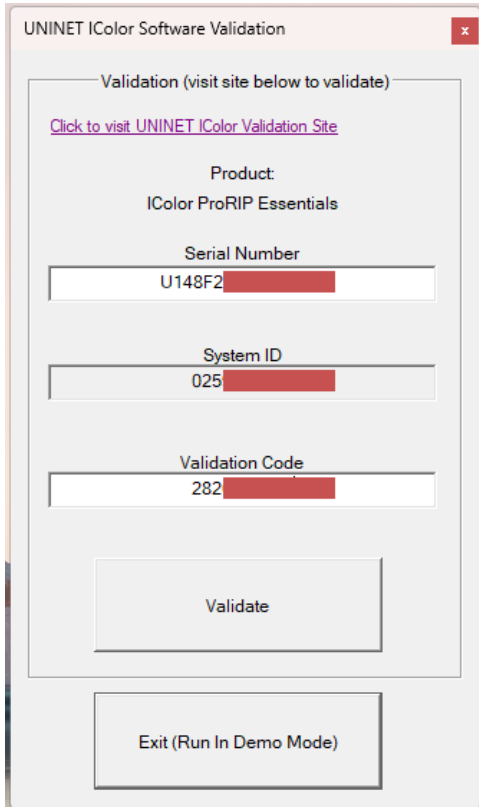 UNINET IColor Software Validation
x
Validation (visit site below to validate)
Click to visit UNINET IColor Validation Site
Product:
IColor ProRIP Essentials
Serial Number
U148F2
System ID
025
Validation Code
282
Validate
Exit (Run In Demo Mode)